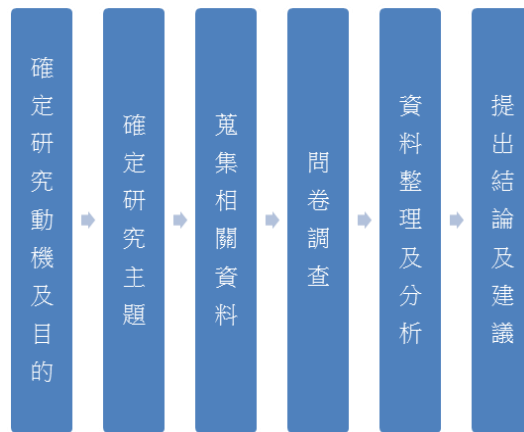 確定研究動機及目的
確定研究主題
蒐集相關資料
問卷調查
資料整理及分析
提出結論及建議